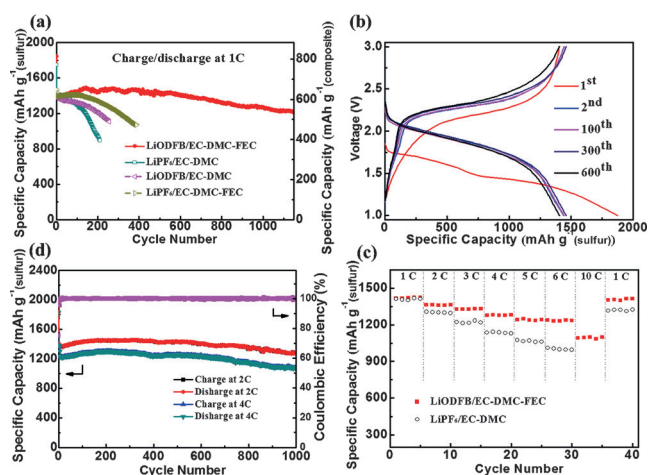 (a)
Charge/discharge at 1C
2000
1600
1200
800
400
0
800
600
400
200
0
0 200 400 600 800 1000
Cycle Number
Specific Capacity (mAh g⁻¹ (sulfur))
Specific Capacity (mAh g⁻¹ (composite))
LiODFB/EC-DMC-FEC
LiPF₆/EC-DMC
LiODFB/EC-DMC
LiPF₆/EC-DMC-FEC
(b)
3.0
2.5
2.0
1.5
1.0
Voltage (V)
0 500 1000 1500 2000
Specific Capacity (mAh g⁻¹(sulfur))
1st
2nd
100th
300th
600th
(d)
2400
2000
1600
1200
800
400
0
100
80
60
40
20
0
0 200 400 600 800 1000
Cycle Number
Specific Capacity (mAh g⁻¹ (sulfur))
Coulombic Efficiency (%)
Charge at 2C
Disharge at 2C
Charge at 4C
Disharge at 4C
(c)
1 C 2 C 3 C 4 C 5 C 6 C 10 C 1 C
1500
1200
900
600
300
0 10 20 30 40
Cycle Number
Specific Capacity (mAh g⁻¹ (sulfur))
LiODFB/EC-DMC-FEC
LiPF₆/EC-DMC